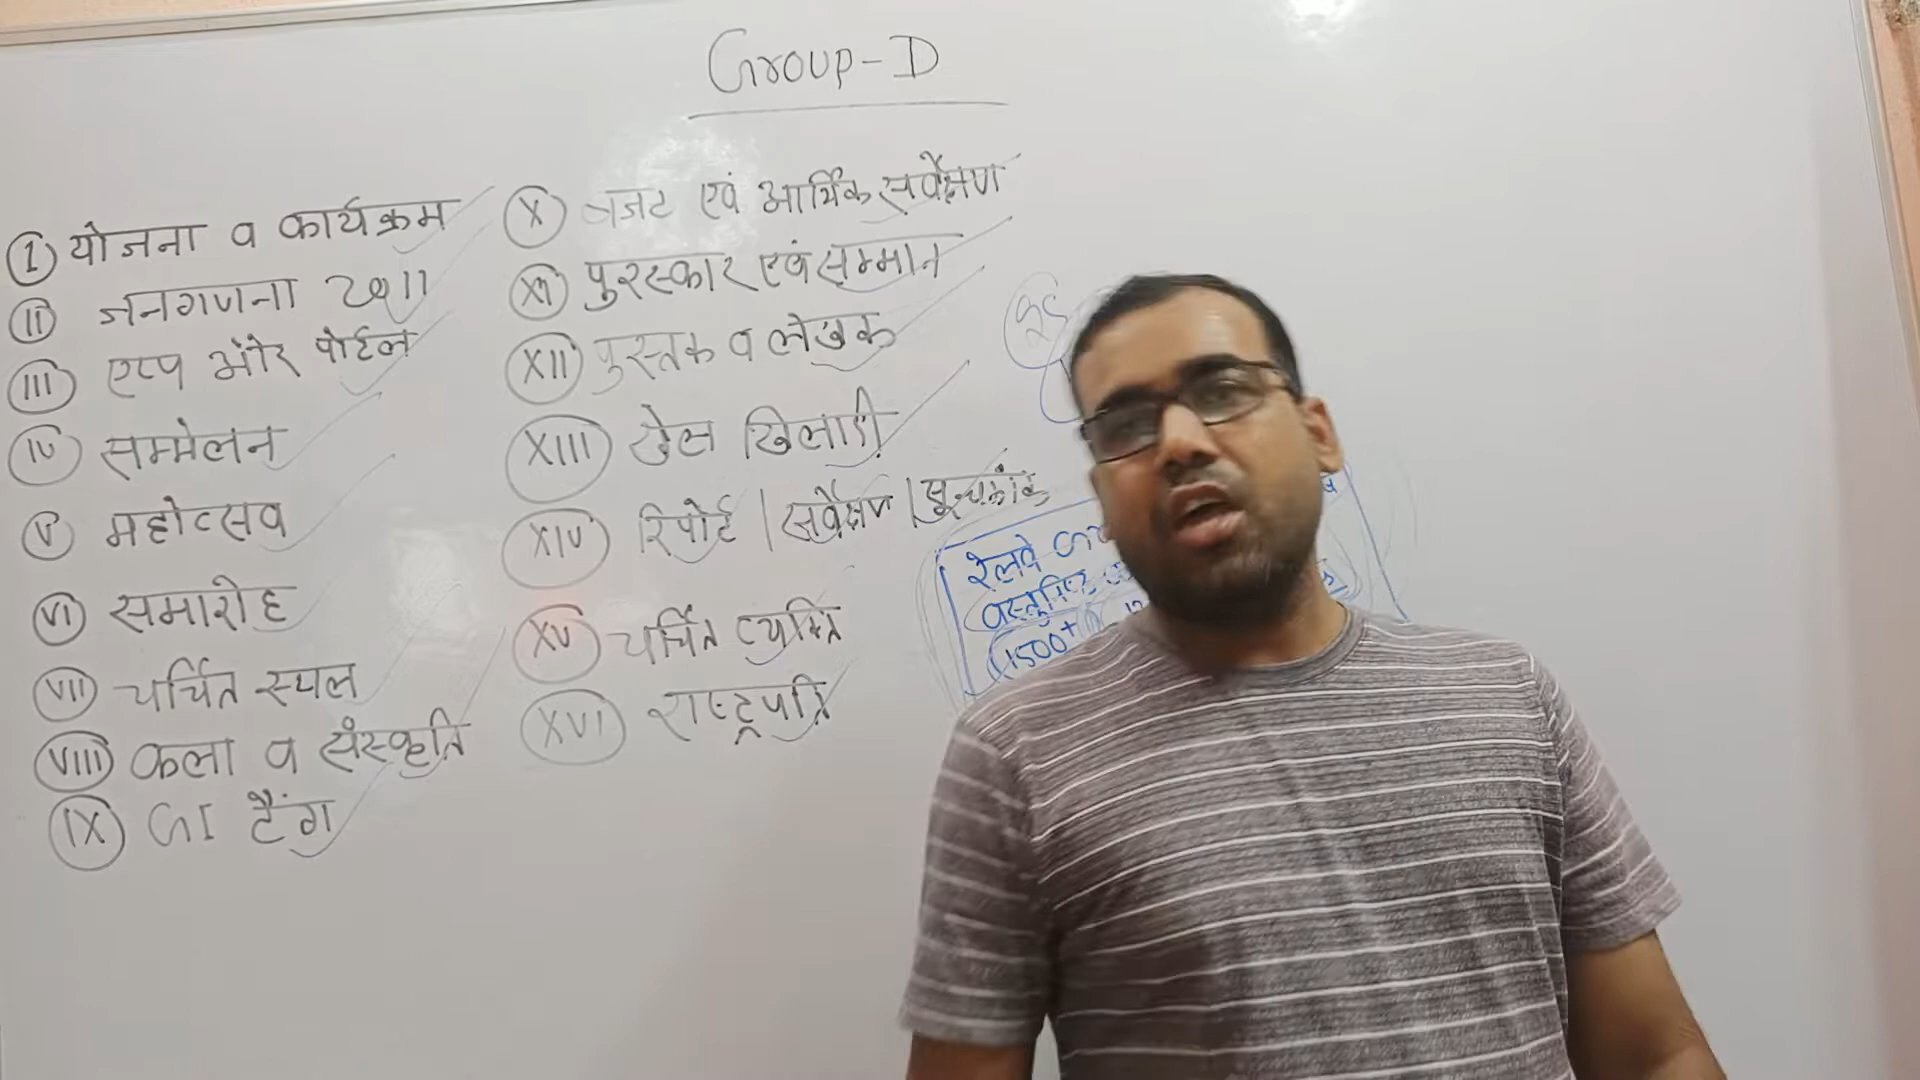 Group-D
I योजना व कार्यक्रम
II जनगणना 2011
III एप्प और पोर्टल
IV सम्मेलन
V महोत्सव
VI समारोह
VII चर्चित स्थल
VIII कला व संस्कृति
IX GI टैंग
X बजट एवं आर्थिक सर्वेक्षण
XI पुरस्कार एवं सम्मान
XII पुस्तक व लेखक
XIII खेल खिलाडी
XIV रिपोर्ट | सर्वेक्षण | सूचकांक
XV चर्चित व्यक्ति
XVI राष्ट्रपति
रेलवे
वस्तुनिष्ठ
1500+